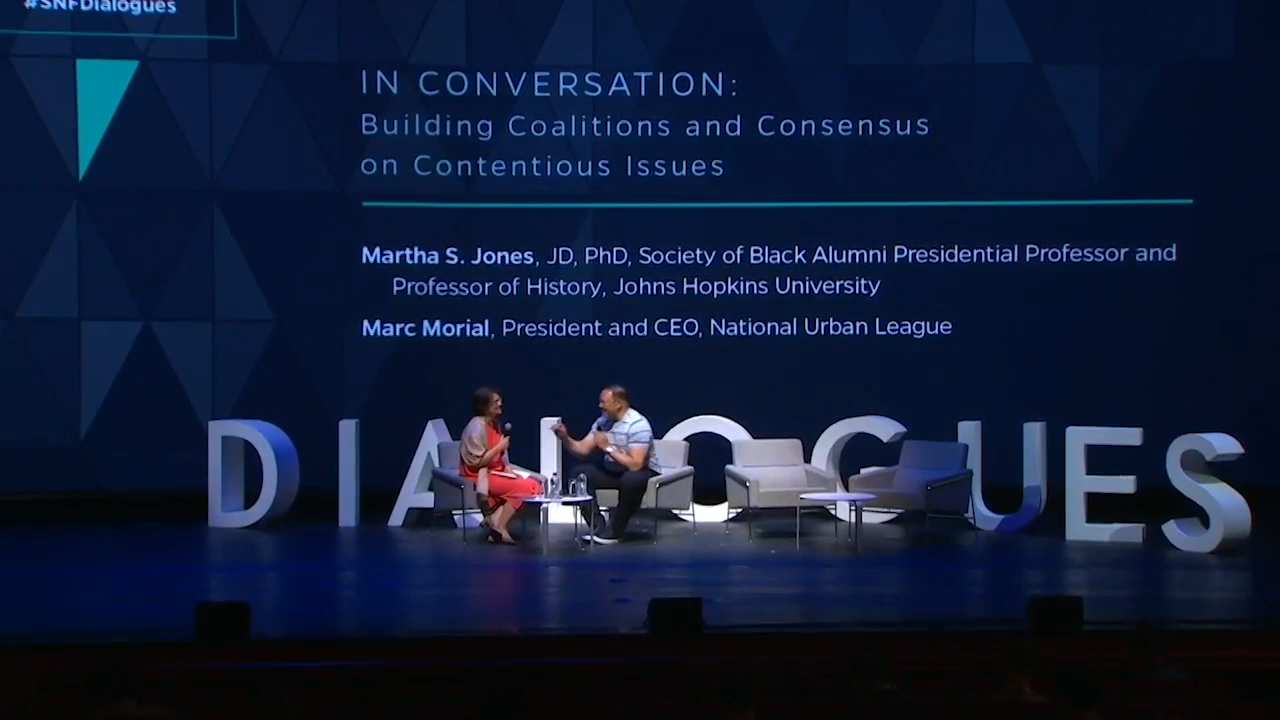 #SNFDialogues
IN CONVERSATION:
Building Coalitions and Consensus
on Contentious Issues
Martha S. Jones, JD, PhD, Society of Black Alumni Presidential Professor and
Professor of History, Johns Hopkins University
Marc Morial, President and CEO, National Urban League
DIALOGUES